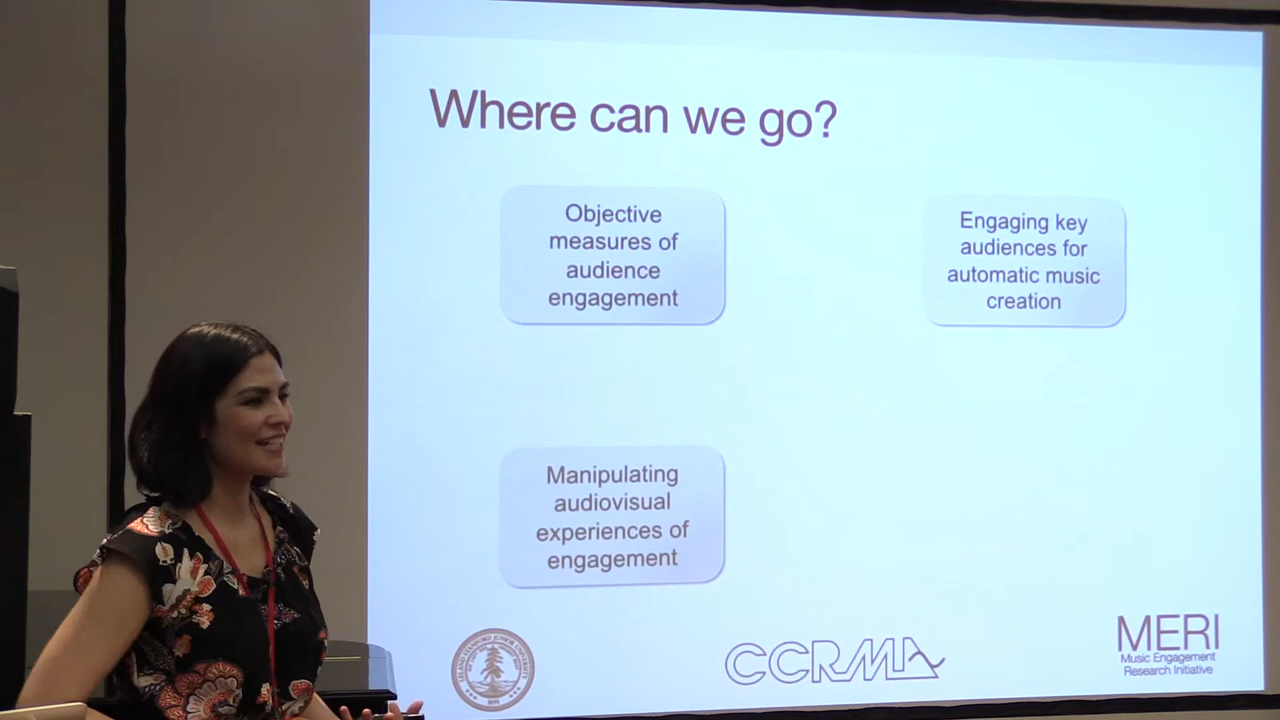 Where can we go?
Objective
measures of
audience
engagement
Engaging key
audiences for
automatic music
creation
Manipulating
audiovisual
experiences of
engagement
CCRMA
MERI
Music Engagement
Research Initiative